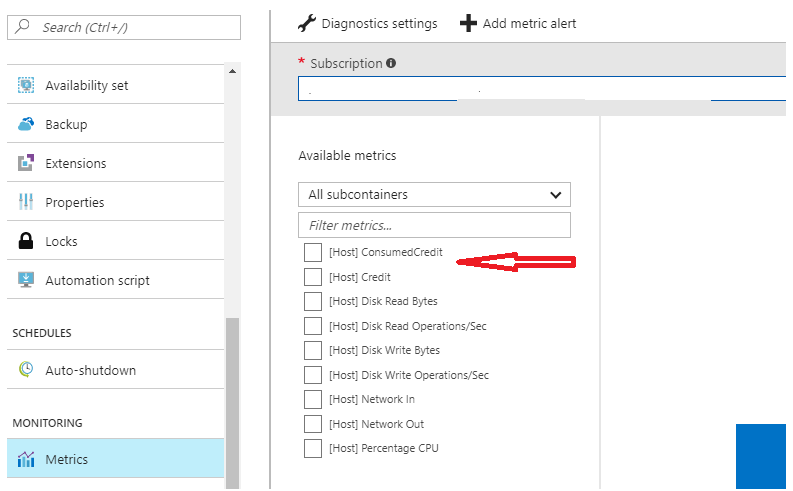 Search (Ctrl+/)
Availability set
Backup
Extensions
Properties
Locks
Automation script
SCHEDULES
Auto-shutdown
MONITORING
Metrics
Diagnostics settings
Add metric alert
* Subscription
Available metrics
All subcontainers
Filter metrics...
[Host] ConsumedCredit
[Host] Credit
[Host] Disk Read Bytes
[Host] Disk Read Operations/Sec
[Host] Disk Write Bytes
[Host] Disk Write Operations/Sec
[Host] Network In
[Host] Network Out
[Host] Percentage CPU